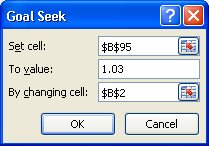 Goal Seek
Set cell: $B$95
To value: 1.03
By changing cell: $B$2
OK Cancel